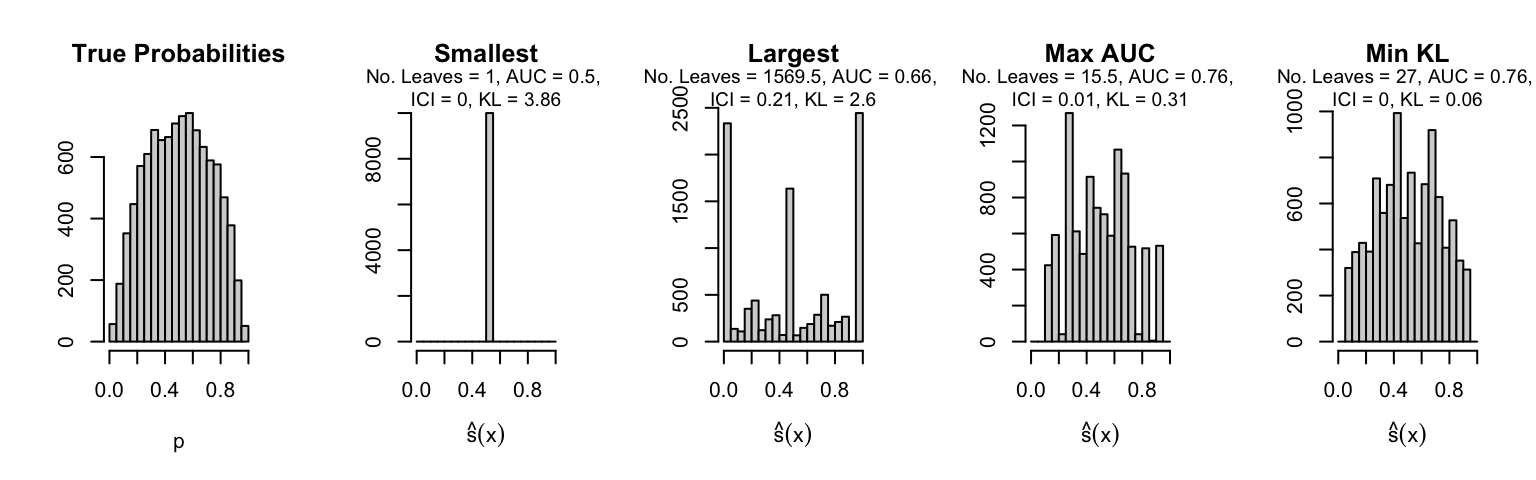 True Probabilities
600
400
200
0
0.0 0.4 0.8
p
Smallest
No. Leaves = 1, AUC = 0.5,
ICI = 0, KL = 3.86
8000
4000
0
0.0 0.4 0.8
ŝ(x)
Largest
No. Leaves = 1569.5, AUC = 0.66,
ICI = 0.21, KL = 2.6
2500
1500
500
0
0.0 0.4 0.8
ŝ(x)
Max AUC
No. Leaves = 15.5, AUC = 0.76,
ICI = 0.01, KL = 0.31
1200
800
400
0
0.0 0.4 0.8
ŝ(x)
Min KL
No. Leaves = 27, AUC = 0.76,
ICI = 0, KL = 0.06
1000
600
200
0
0.0 0.4 0.8
ŝ(x)